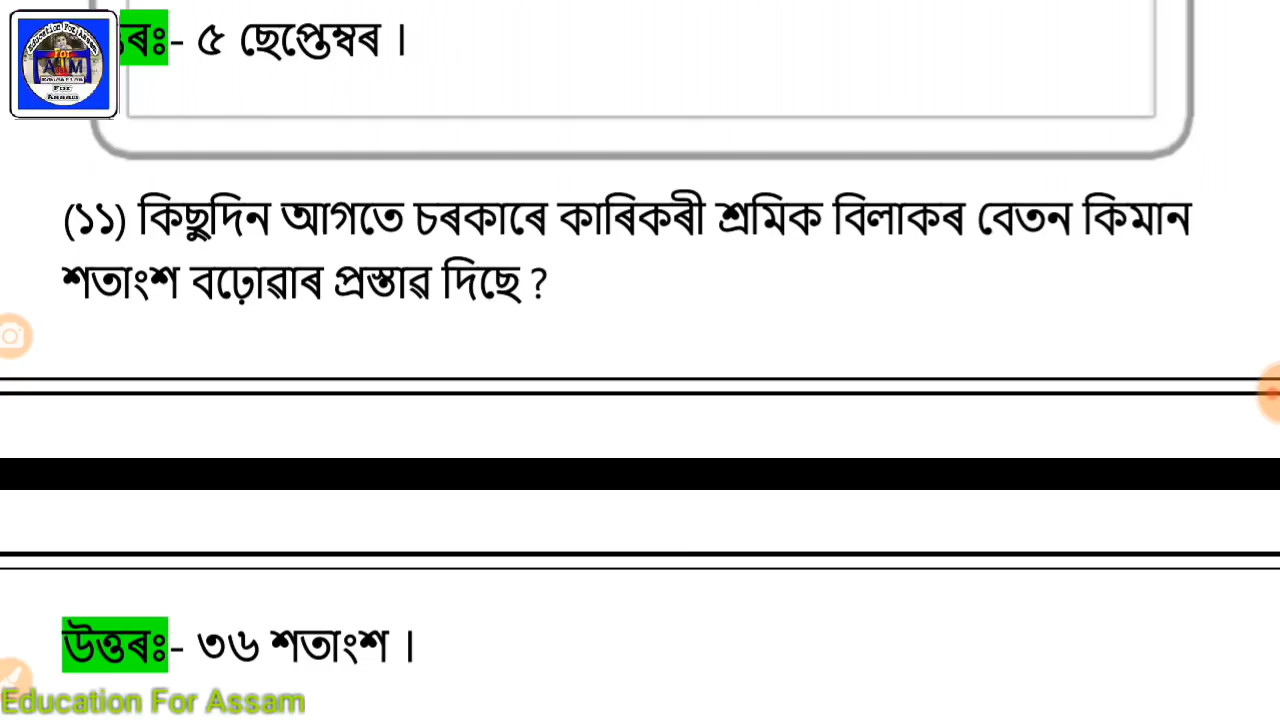 ৰঃ- ৫ ছেপ্তেম্বৰ ।
(১১) কিছুদিন আগতে চৰকাৰে কাৰিকৰী শ্ৰমিক বিলাকৰ বেতন কিমান
শতাংশ বঢ়োৱাৰ প্ৰস্তাৱ দিছে ?
উত্তৰঃ- ৩৬ শতাংশ ।
Education For Assam